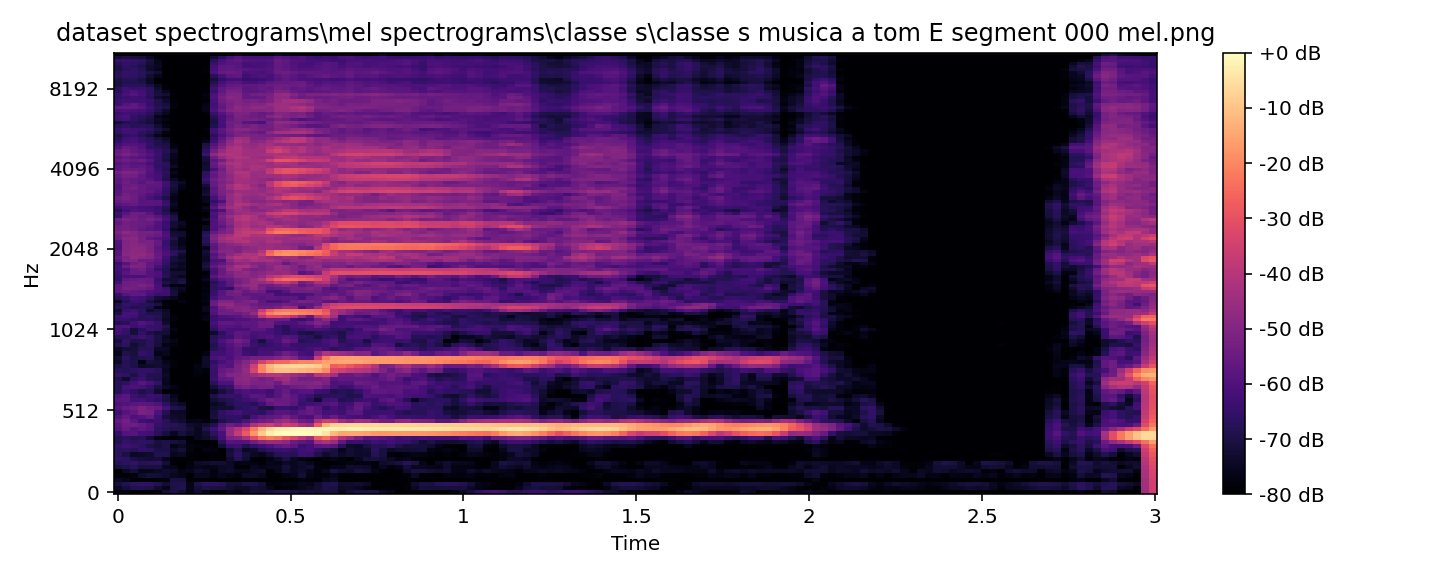 dataset spectrograms\mel spectrograms\classe s\classe s musica a tom E segment 000 mel.png
8192
4096
2048
1024
512
0
Hz
0 0.5 1 1.5 2 2.5 3
Time
+0 dB
-10 dB
-20 dB
-30 dB
-40 dB
-50 dB
-60 dB
-70 dB
-80 dB